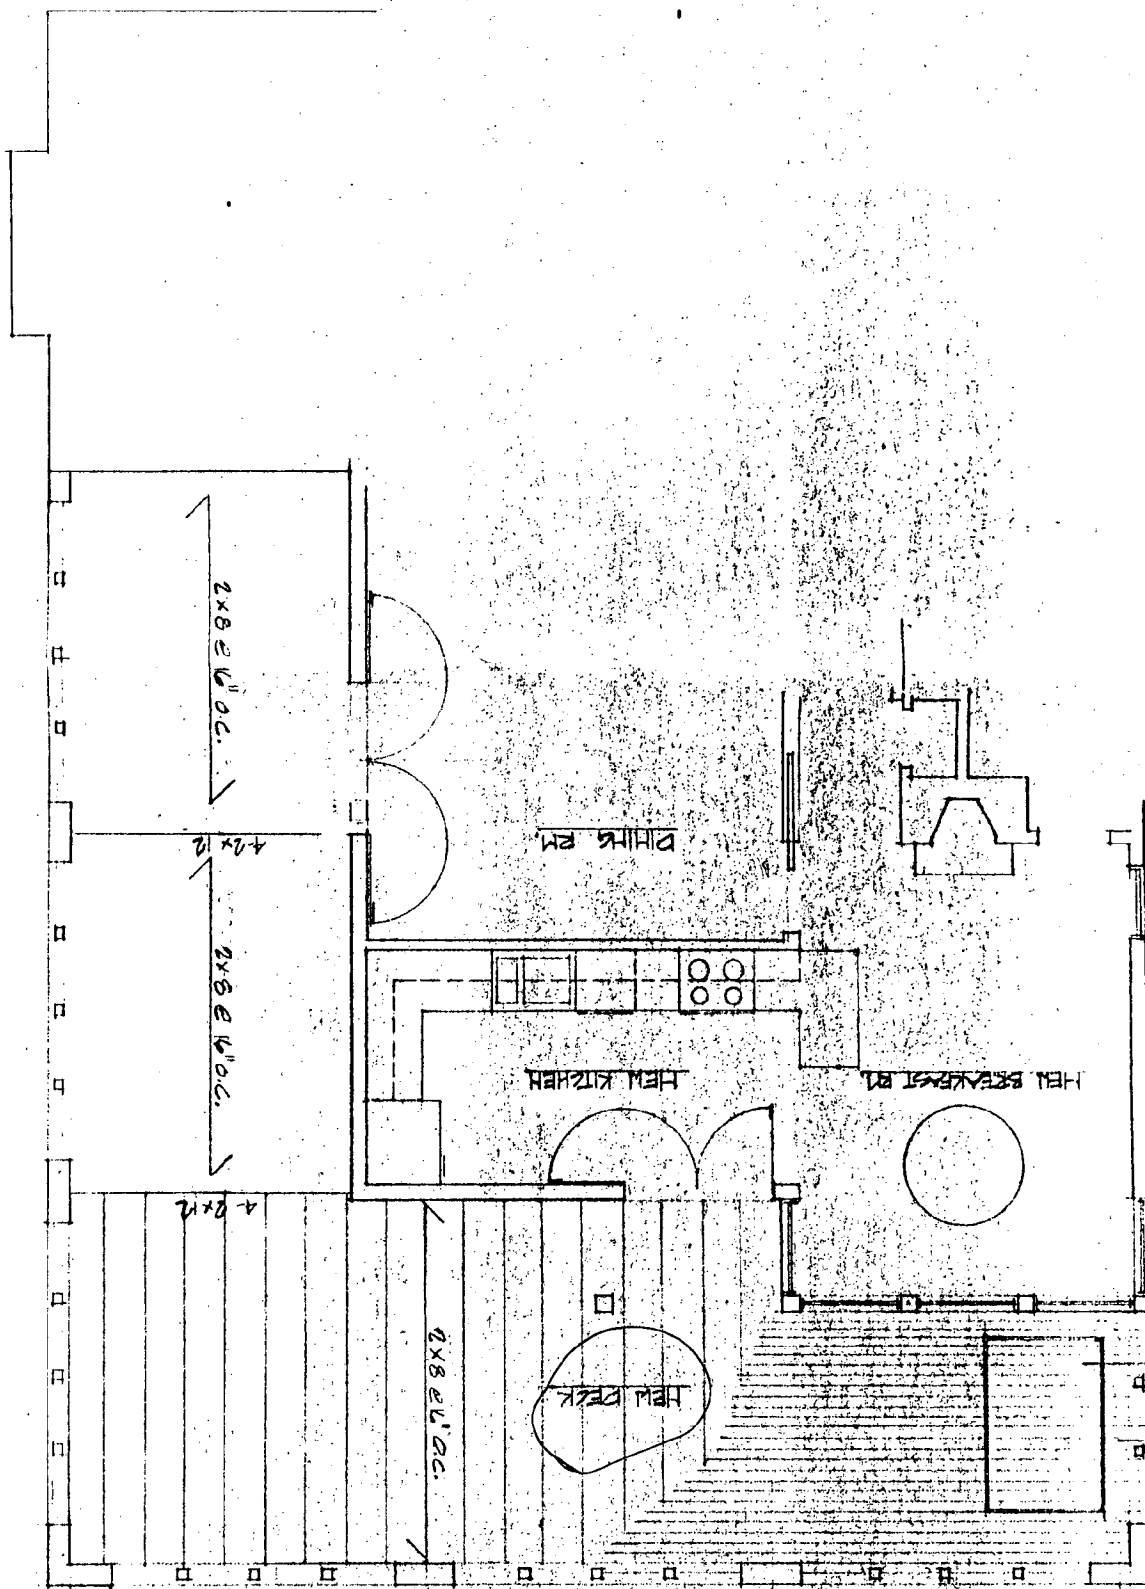 2x8 @ 16" O.C.
4-2x12
DINING RM
2x8 @ 16" O.C.
NEW KITCHEN
NEW BREAKFAST RM
4-2x12
2x8 @ 16" O.C.
NEW DECK